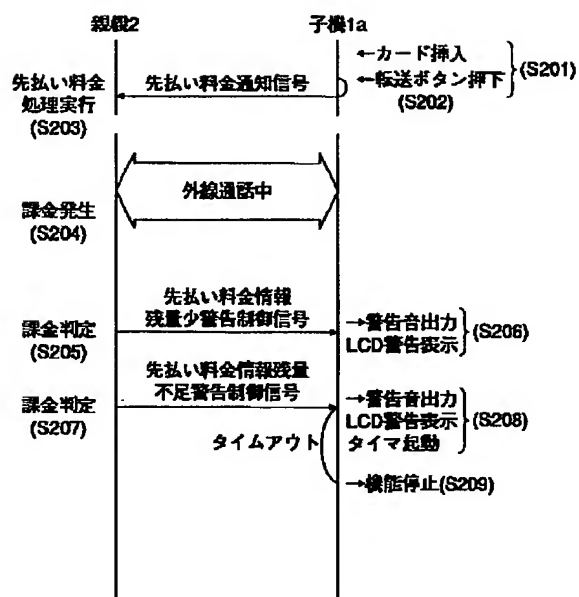 親機2
子機1a
←カード挿入
←転送ボタン押下
(S201)
(S202)
先払い料金
処理実行
(S203)
先払い料金通知信号
外線通話中
課金発生
(S204)
先払い料金情報
残量少警告制御信号
課金判定
(S205)
→警告音出力
LCD警告表示
(S206)
先払い料金情報残量
不足警告制御信号
課金判定
(S207)
→警告音出力
LCD警告表示
タイマ起動
(S208)
タイムアウト
→機能停止(S209)